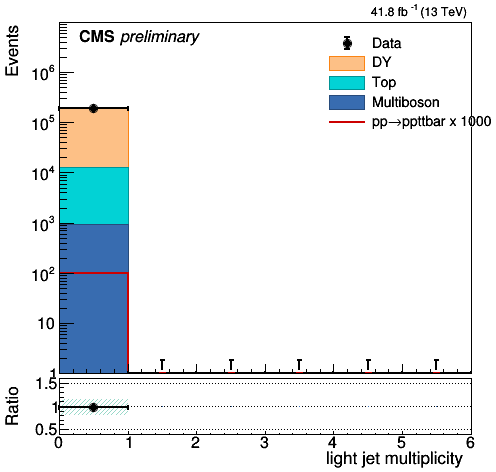 41.8 fb⁻¹ (13 TeV)
CMS preliminary
Events
Data
DY
Top
Multiboson
pp→ppttbar x 1000
10⁶
10⁵
10⁴
10³
10²
10
1
Ratio
1.5
1
0.5
0 1 2 3 4 5 6
light jet multiplicity